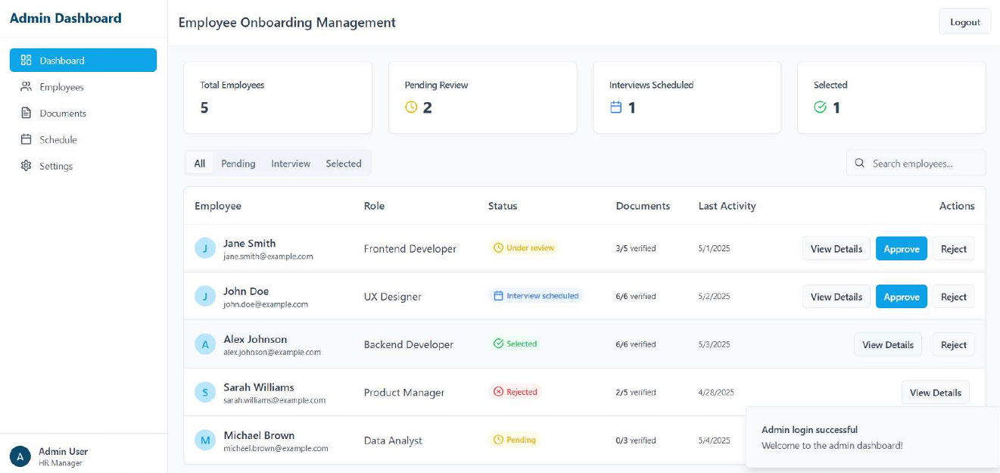 Admin Dashboard
Dashboard
Employees
Documents
Schedule
Settings
A
Admin User
HR Manager
Employee Onboarding Management
Logout
Total Employees
5
Pending Review
2
Interviews Scheduled
1
Selected
1
All Pending Interview Selected
Search employees...
Employee Role Status Documents Last Activity Actions
J
Jane Smith
jane.smith@example.com
Frontend Developer
Under review
3/5 verified
5/1/2025
View Details Approve Reject
J
John Doe
john.doe@example.com
UX Designer
Interview scheduled
6/6 verified
5/2/2025
View Details Approve Reject
A
Alex Johnson
alex.johnson@example.com
Backend Developer
Selected
6/6 verified
5/3/2025
View Details Reject
S
Sarah Williams
sarah.williams@example.com
Product Manager
Rejected
2/5 verified
4/28/2025
View Details
M
Michael Brown
michael.brown@example.com
Data Analyst
Pending
0/3 verified
5/4/2025
Admin login successful
Welcome to the admin dashboard!